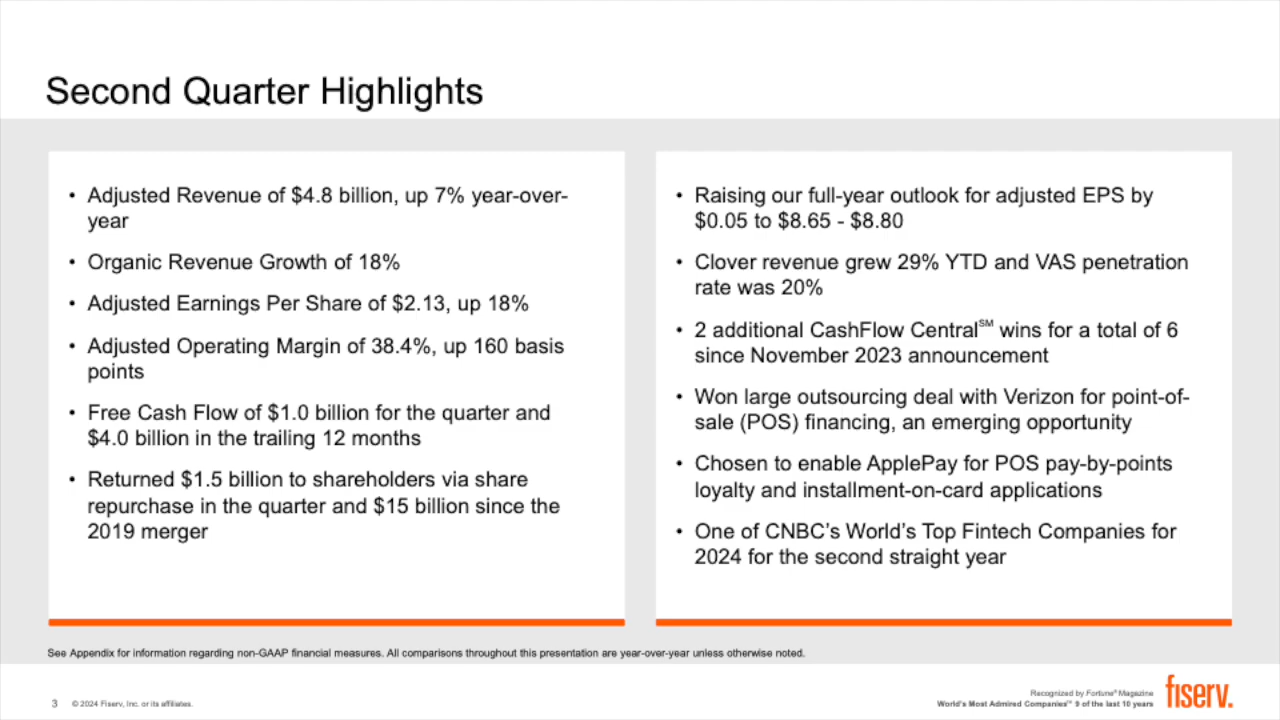 Second Quarter Highlights
• Adjusted Revenue of $4.8 billion, up 7% year-over-
year
• Organic Revenue Growth of 18%
• Adjusted Earnings Per Share of $2.13, up 18%
• Adjusted Operating Margin of 38.4%, up 160 basis
points
• Free Cash Flow of $1.0 billion for the quarter and
$4.0 billion in the trailing 12 months
• Returned $1.5 billion to shareholders via share
repurchase in the quarter and $15 billion since the
2019 merger
• Raising our full-year outlook for adjusted EPS by
$0.05 to $8.65 - $8.80
• Clover revenue grew 29% YTD and VAS penetration
rate was 20%
• 2 additional CashFlow Central℠ wins for a total of 6
since November 2023 announcement
• Won large outsourcing deal with Verizon for point-of-
sale (POS) financing, an emerging opportunity
• Chosen to enable ApplePay for POS pay-by-points
loyalty and installment-on-card applications
• One of CNBC’s World’s Top Fintech Companies for
2024 for the second straight year
See Appendix for information regarding non-GAAP financial measures. All comparisons throughout this presentation are year-over-year unless otherwise noted.
3 © 2024 Fiserv, Inc. or its affiliates.
Recognized by Fortune® Magazine
World’s Most Admired Companies™ 9 of the last 10 years
fiserv.